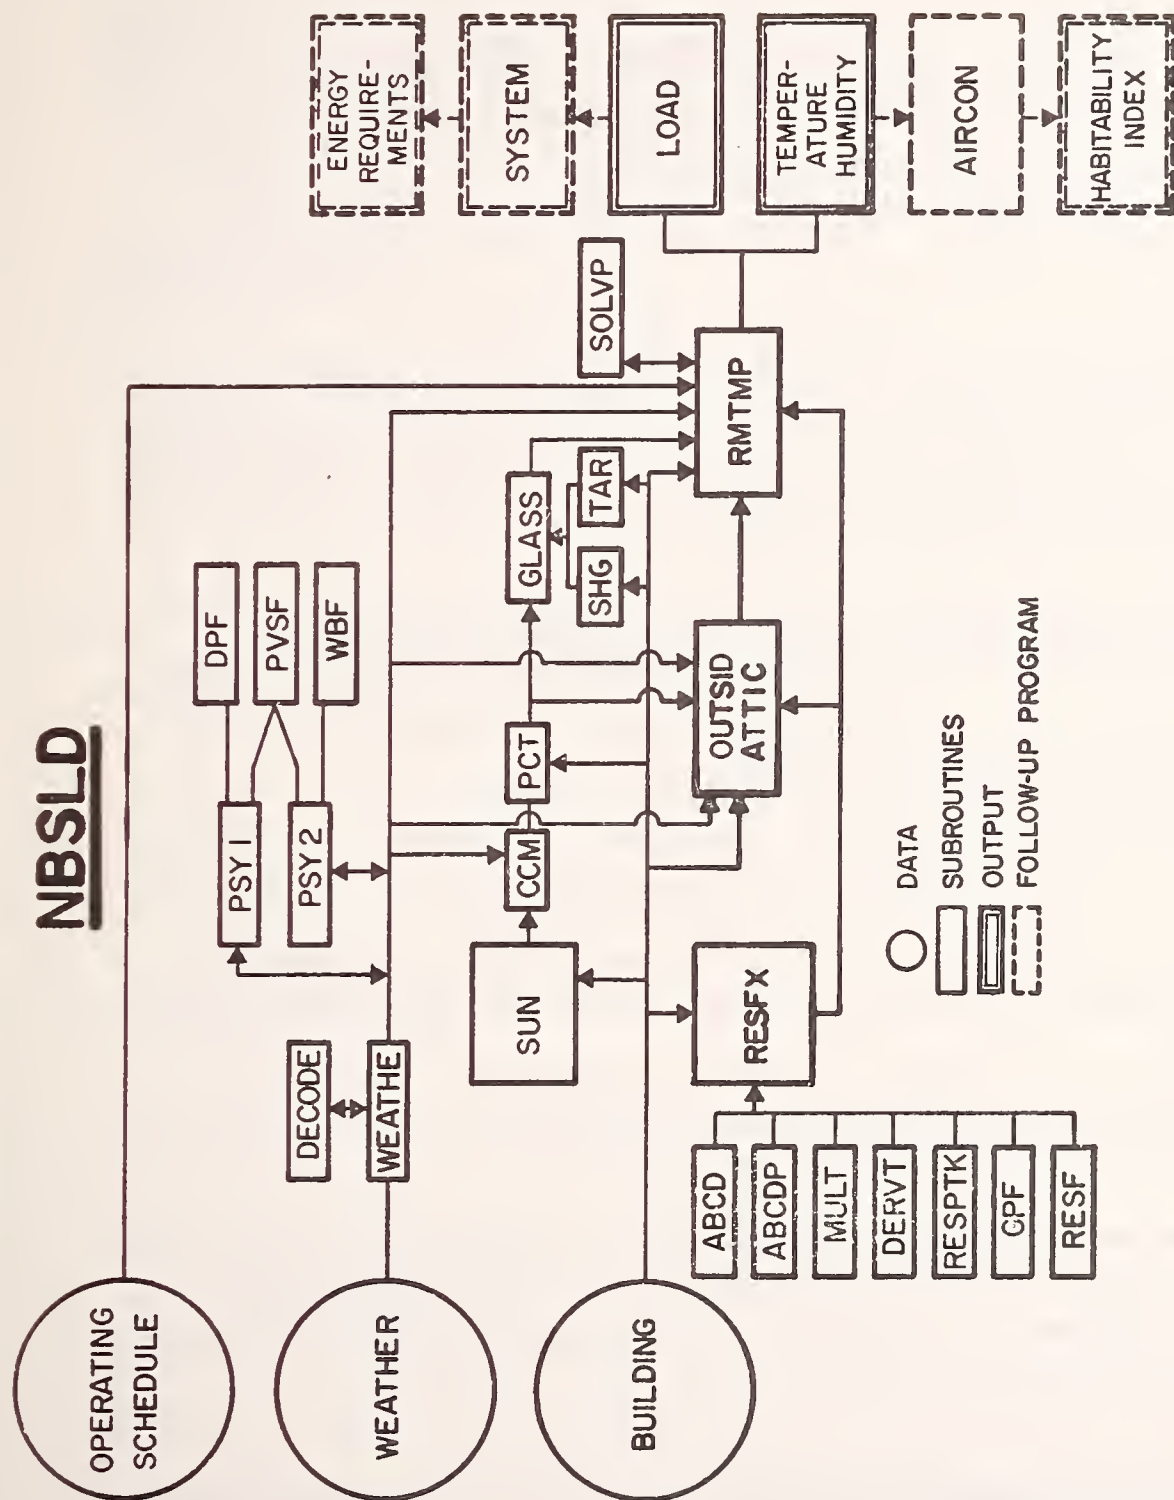 NBSLD
OPERATING
SCHEDULE
WEATHER
BUILDING
DECODE
WEATHE
PSY 1
PSY 2
DPF
PVSF
WBF
SUN
CCM
PCT
GLASS
SHG
TAR
SOLVP
RESFX
OUTSID
ATTIC
RMTMP
ABCD
ABCDP
MULT
DERVT
RESPTK
GPF
RESF
ENERGY
REQUIRE-
MENTS
SYSTEM
LOAD
TEMPER-
ATURE
HUMIDITY
AIRCON
HABITABILITY
INDEX
DATA
SUBROUTINES
OUTPUT
FOLLOW-UP PROGRAM